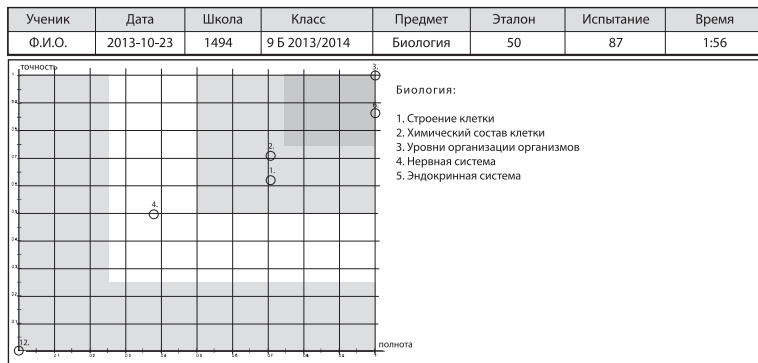 Ученик Дата Школа Класс Предмет Эталон Испытание Время
Ф.И.О. 2013-10-23 1494 9 Б 2013/2014 Биология 50 87 1:56
точность
3.
Биология:
1. Строение клетки
2. Химический состав клетки
3. Уровни организации организмов
4. Нервная система
5. Эндокринная система
2.
1.
4.
12.
полнота